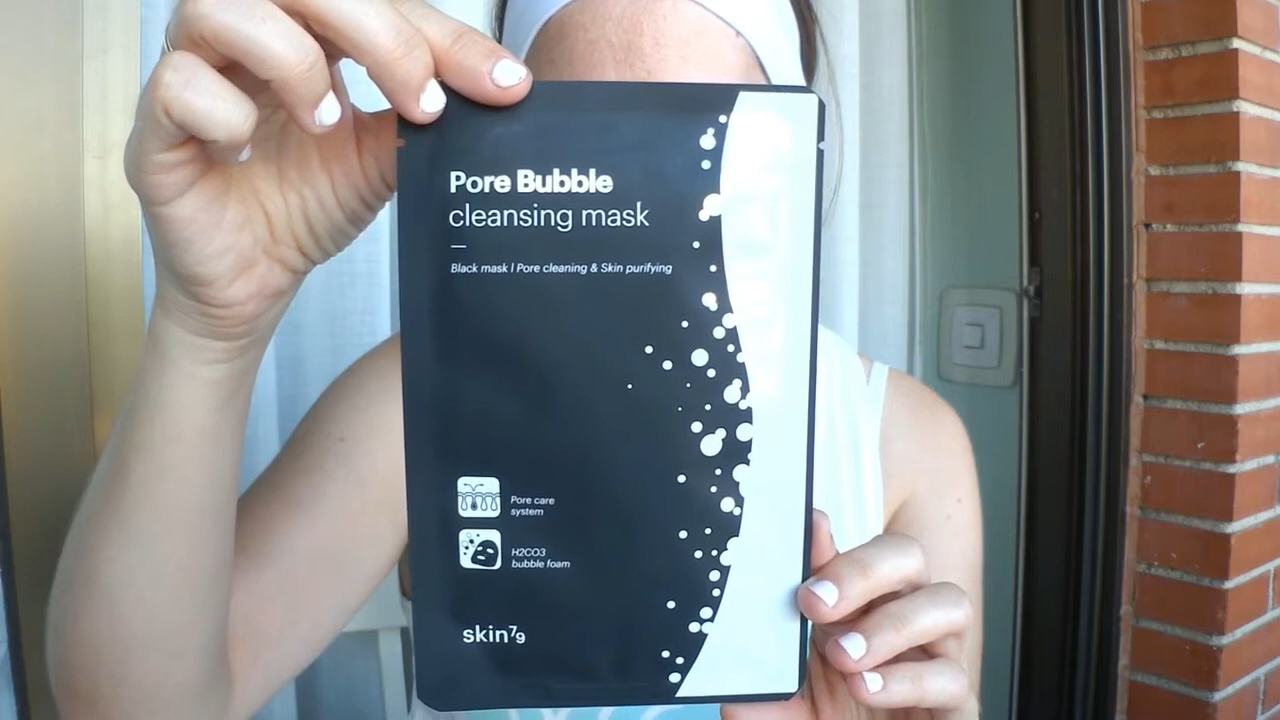 Pore Bubble
cleansing mask
Black mask | Pore cleaning & Skin purifying
Pore care
system
H2CO3
bubble foam
skin79